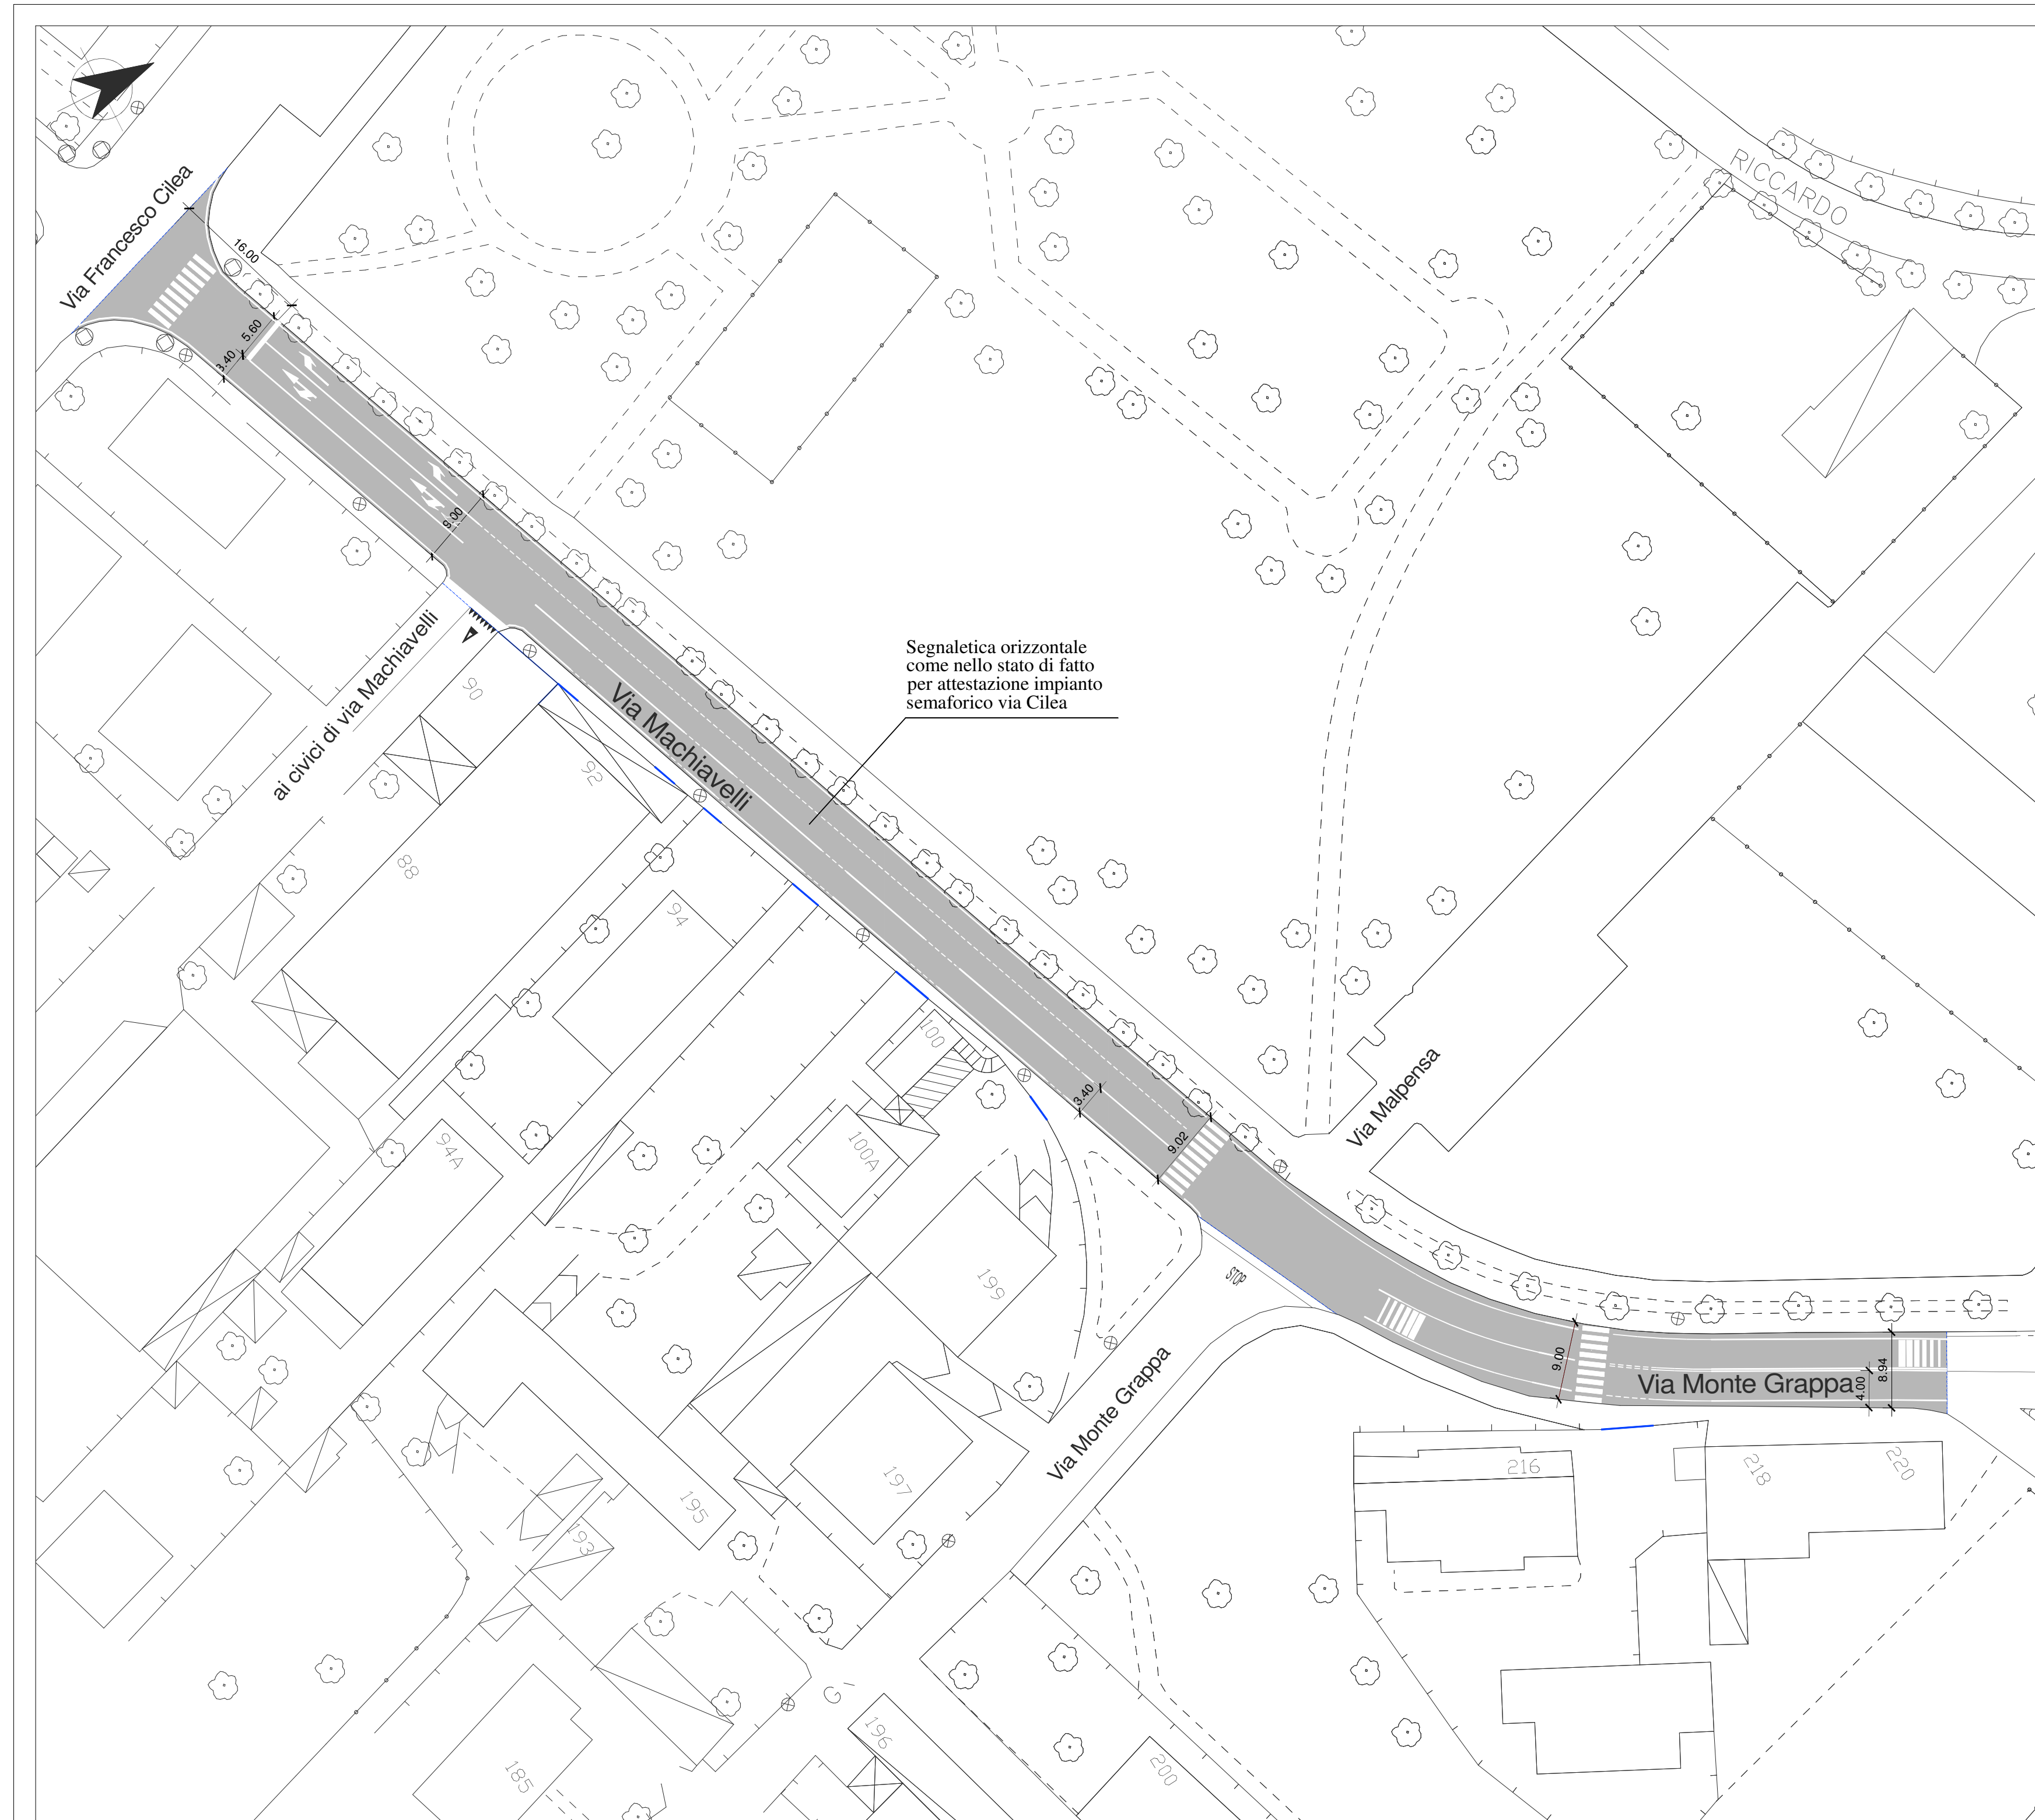 RICCARDO
Via Francesco Cilea
16.00
5.60
3.40
9.00
ai civici di via Machiavelli
Segnaletica orizzontale
come nello stato di fatto
per attestazione impianto
semaforico via Cilea
Via Machiavelli
90
92
88
94
100
94A
100A
3.40
9.02
Via Malpensa
STOP
199
9.00
Via Monte Grappa
4.00
8.94
Via Monte Grappa
216
218
220
197
195
193
G
196
200
185